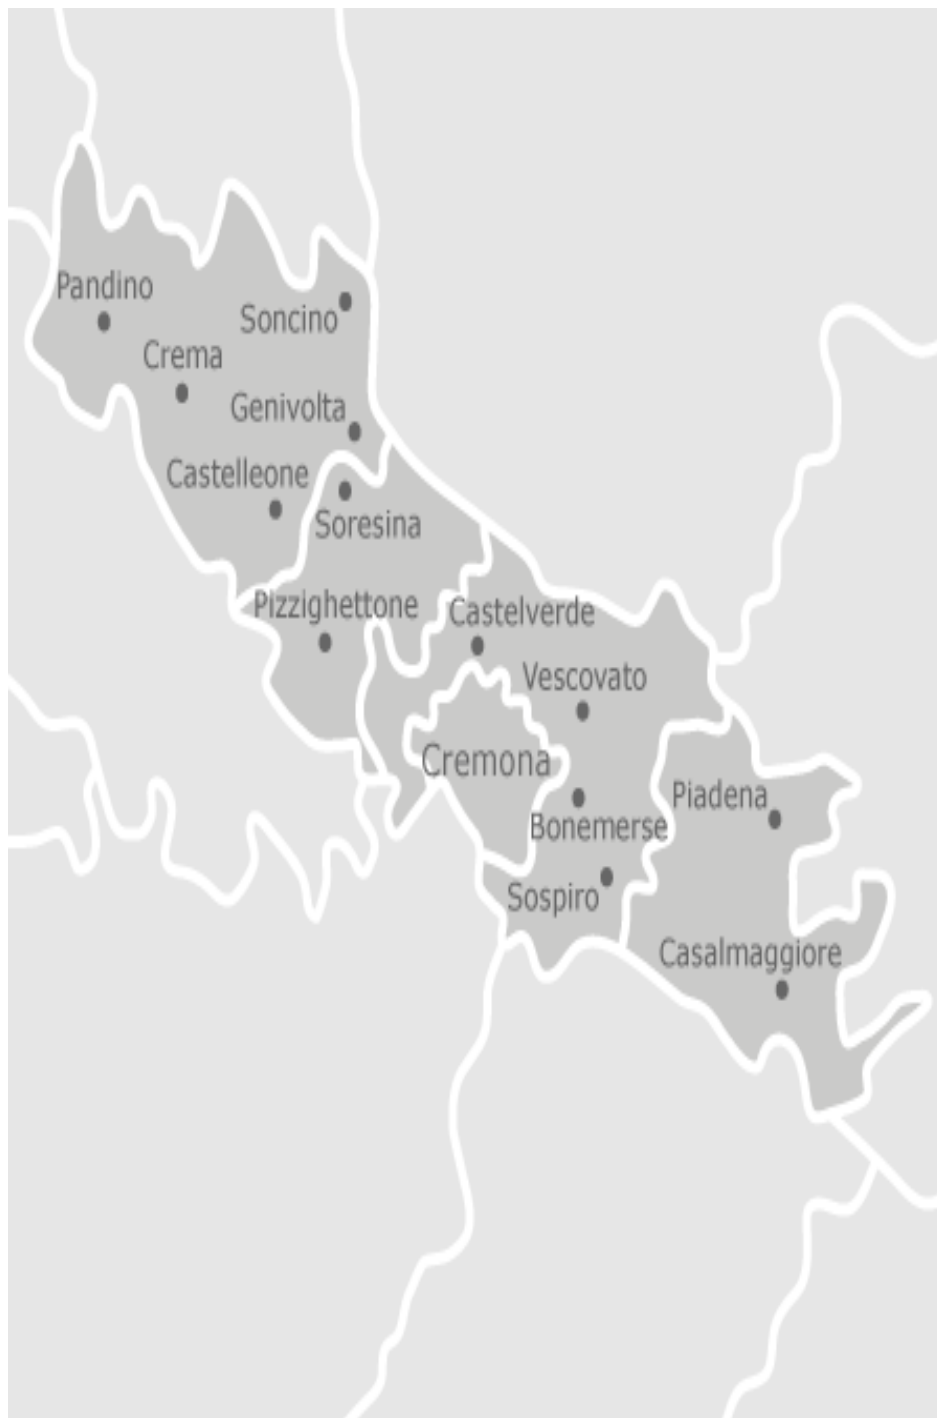 Pandino
Soncino
Crema
Genivolta
Castelleone
Soresina
Pizzighettone
Castelverde
Vescovato
Cremona
Piadena
Bonemerse
Sospiro
Casalmaggiore